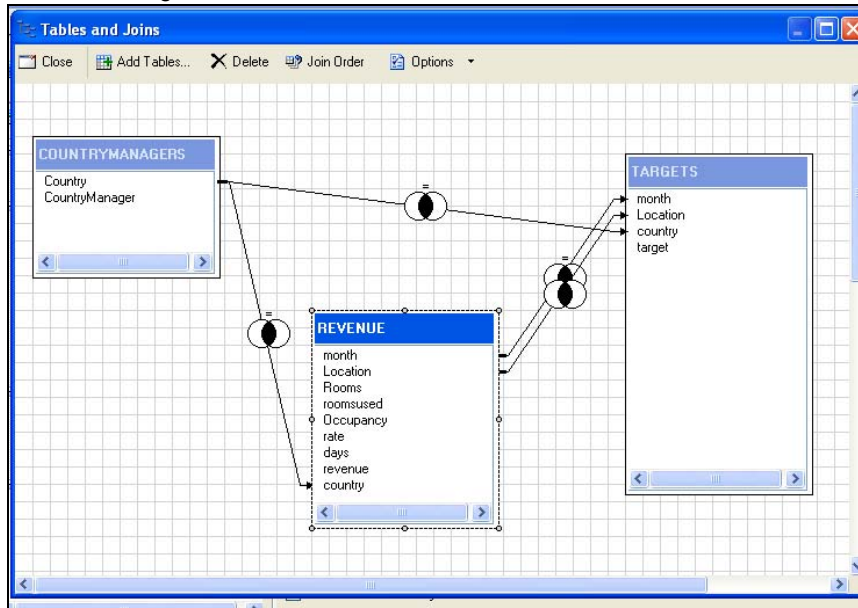 Tables and Joins
Close Add Tables... Delete Join Order Options
COUNTRYMANAGERS
Country
CountryManager
=
TARGETS
month
Location
country
target
=
=
REVENUE
month
Location
Rooms
roomsused
Occupancy
rate
days
revenue
country